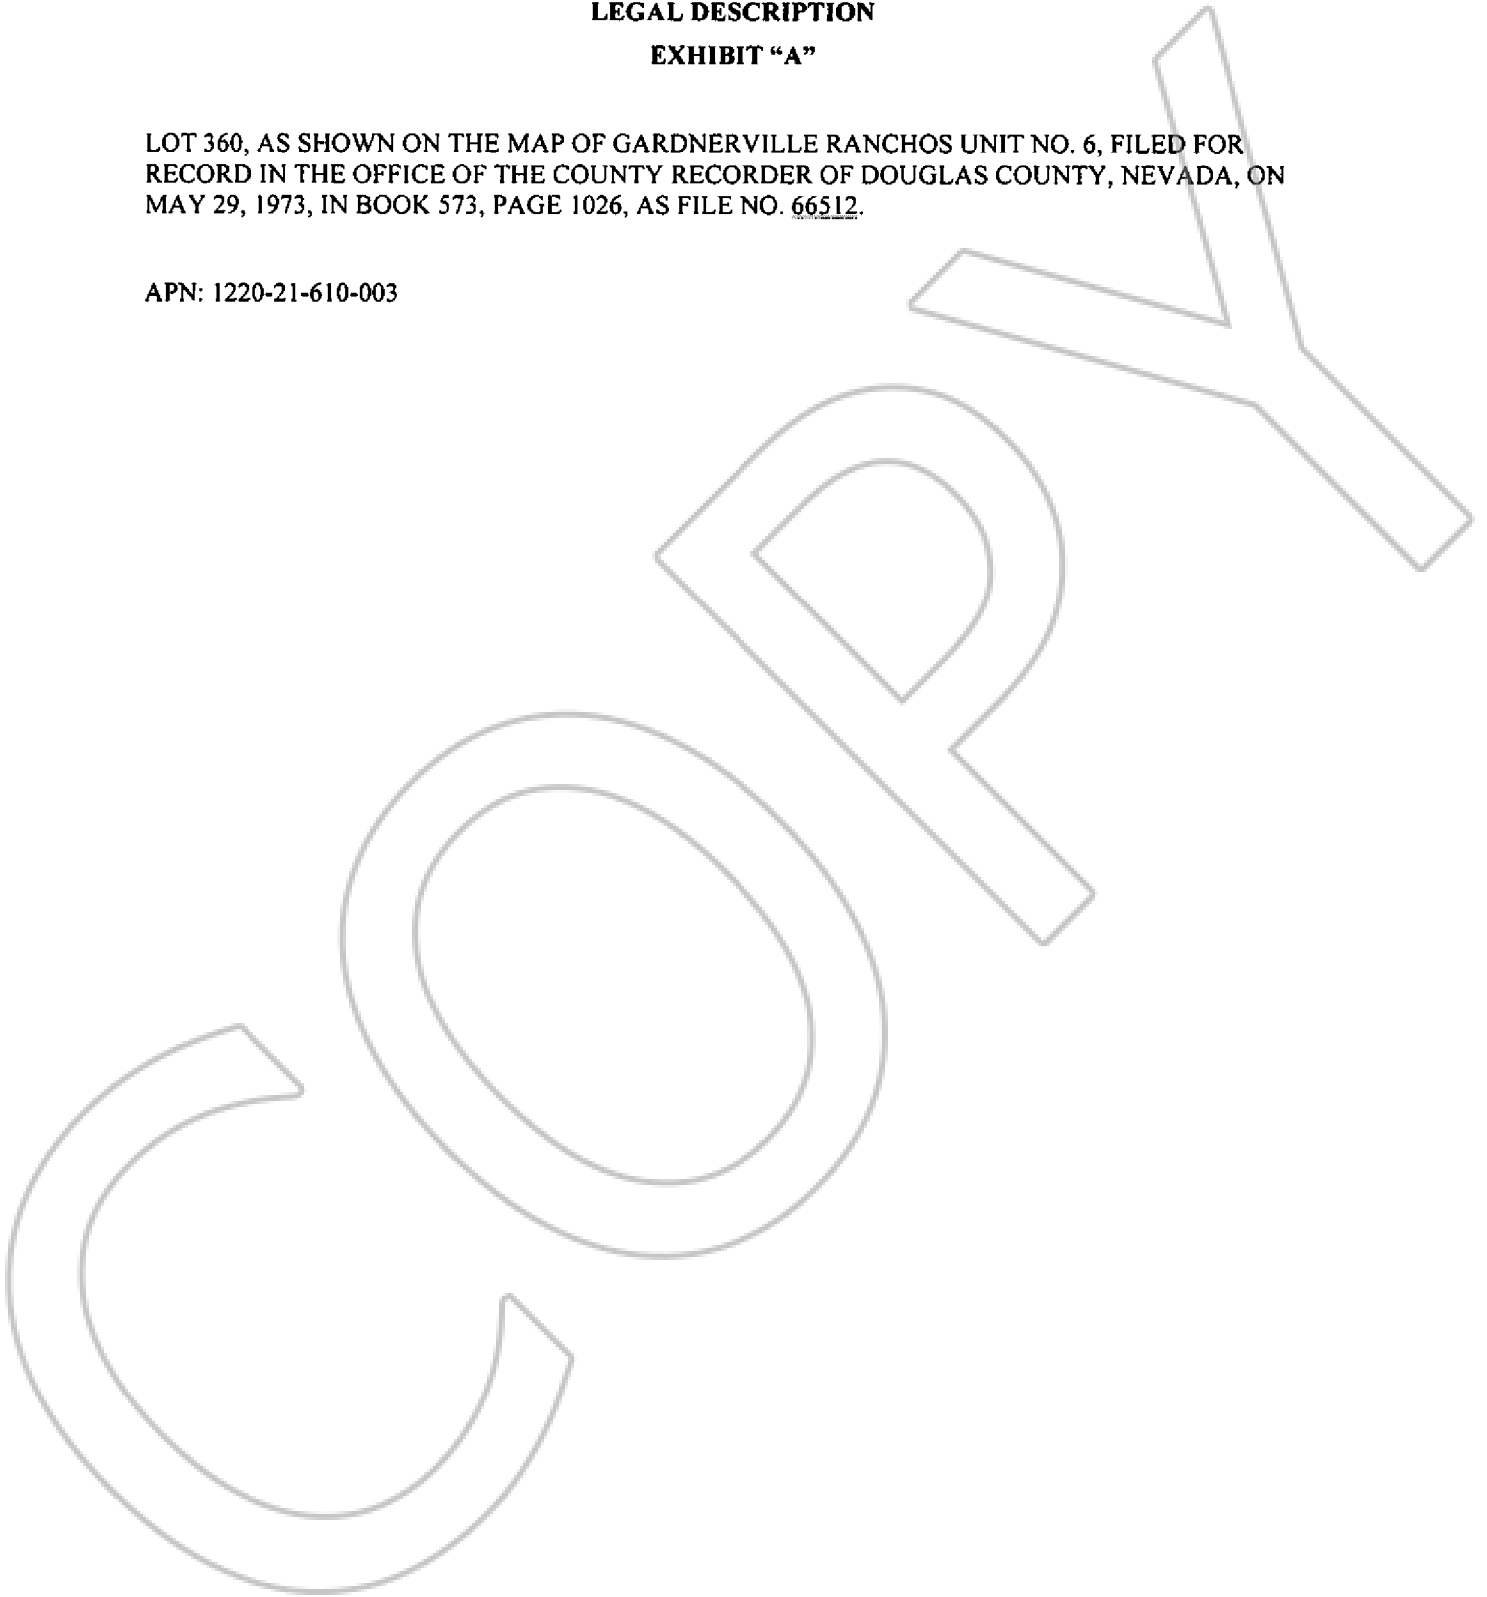 LEGAL DESCRIPTION
EXHIBIT “A”
LOT 360, AS SHOWN ON THE MAP OF GARDNERVILLE RANCHOS UNIT NO. 6, FILED FOR
RECORD IN THE OFFICE OF THE COUNTY RECORDER OF DOUGLAS COUNTY, NEVADA, ON
MAY 29, 1973, IN BOOK 573, PAGE 1026, AS FILE NO. 66512.
APN: 1220-21-610-003
COPY